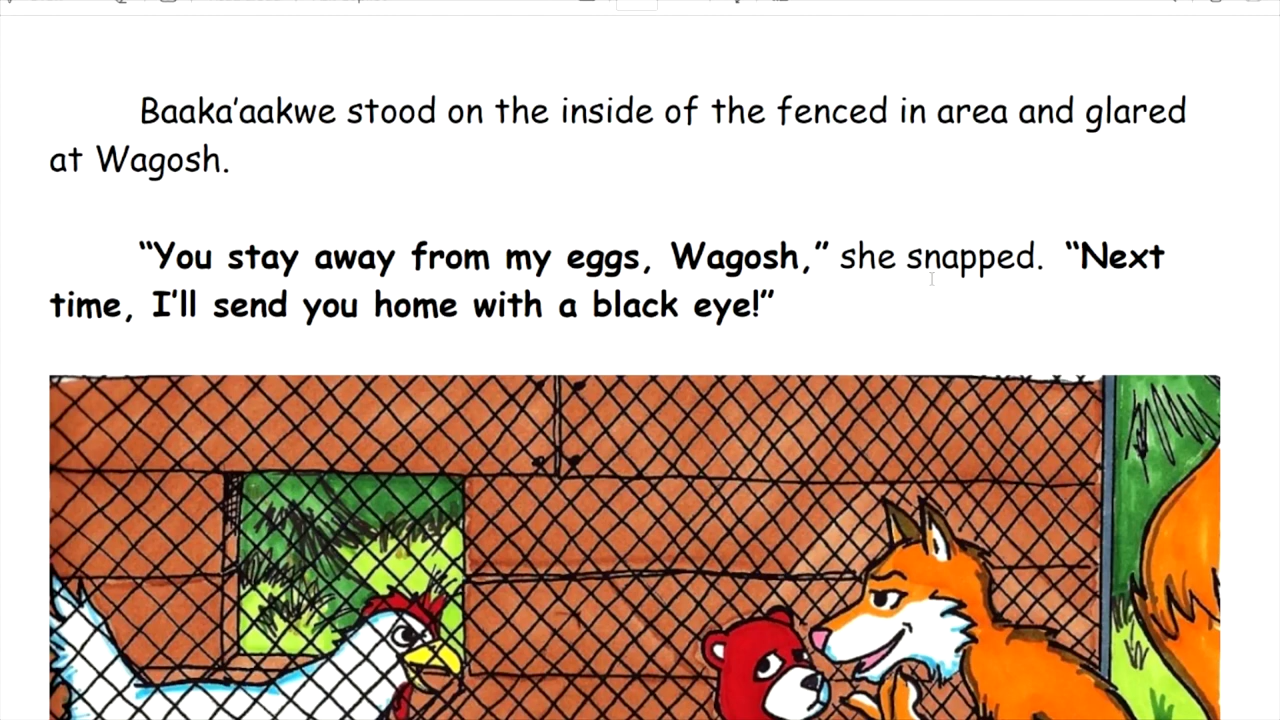 Baaka’aakwe stood on the inside of the fenced in area and glared
at Wagosh.
“You stay away from my eggs, Wagosh,” she snapped. “Next
time, I’ll send you home with a black eye!”